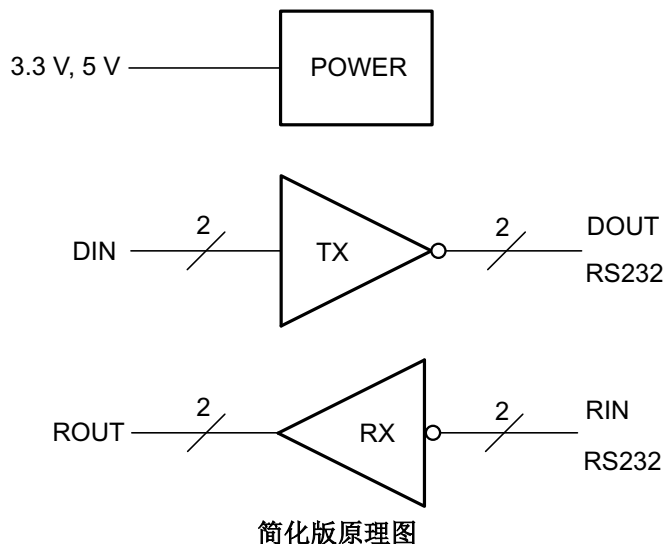 3.3 V, 5 V
POWER
2
2
DOUT
DIN
TX
RS232
2
2
RIN
ROUT
RX
RS232
简化版原理图